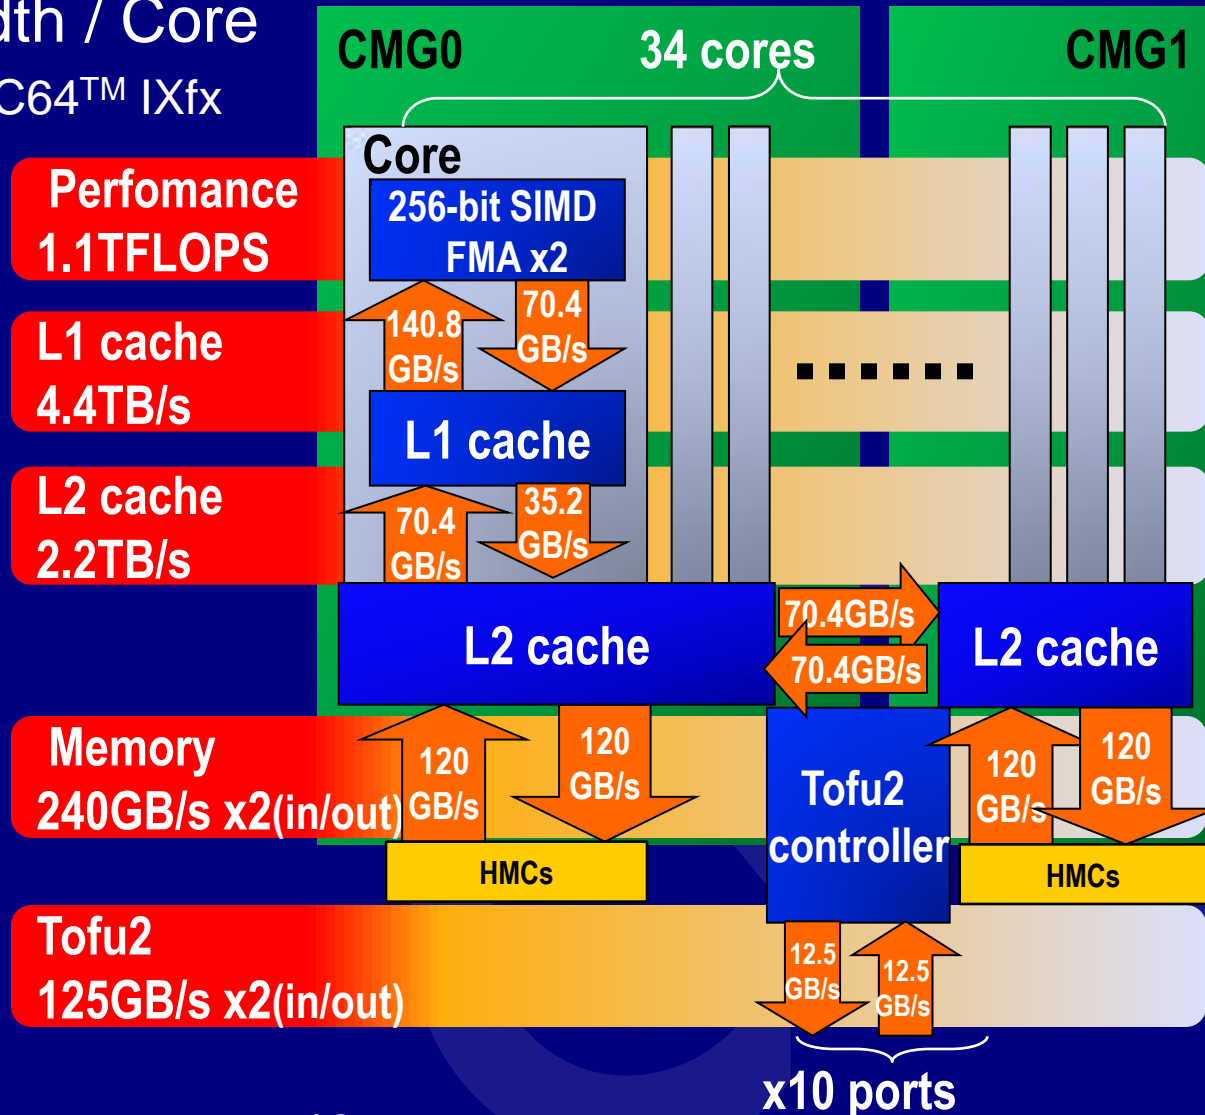 / Core
C64TM IXfx
CMG0
34 cores
CMG1
Core
Perfomance
1.1TFLOPS
256-bit SIMD
FMA x2
140.8
GB/s
70.4
GB/s
L1 cache
4.4TB/s
L1 cache
L2 cache
2.2TB/s
70.4
GB/s
35.2
GB/s
L2 cache
70.4GB/s
70.4GB/s
L2 cache
Memory
240GB/s x2(in/out)
120
GB/s
120
GB/s
Tofu2
controller
120
GB/s
120
GB/s
HMCs
HMCs
Tofu2
125GB/s x2(in/out)
12.5
GB/s
12.5
GB/s
x10 ports